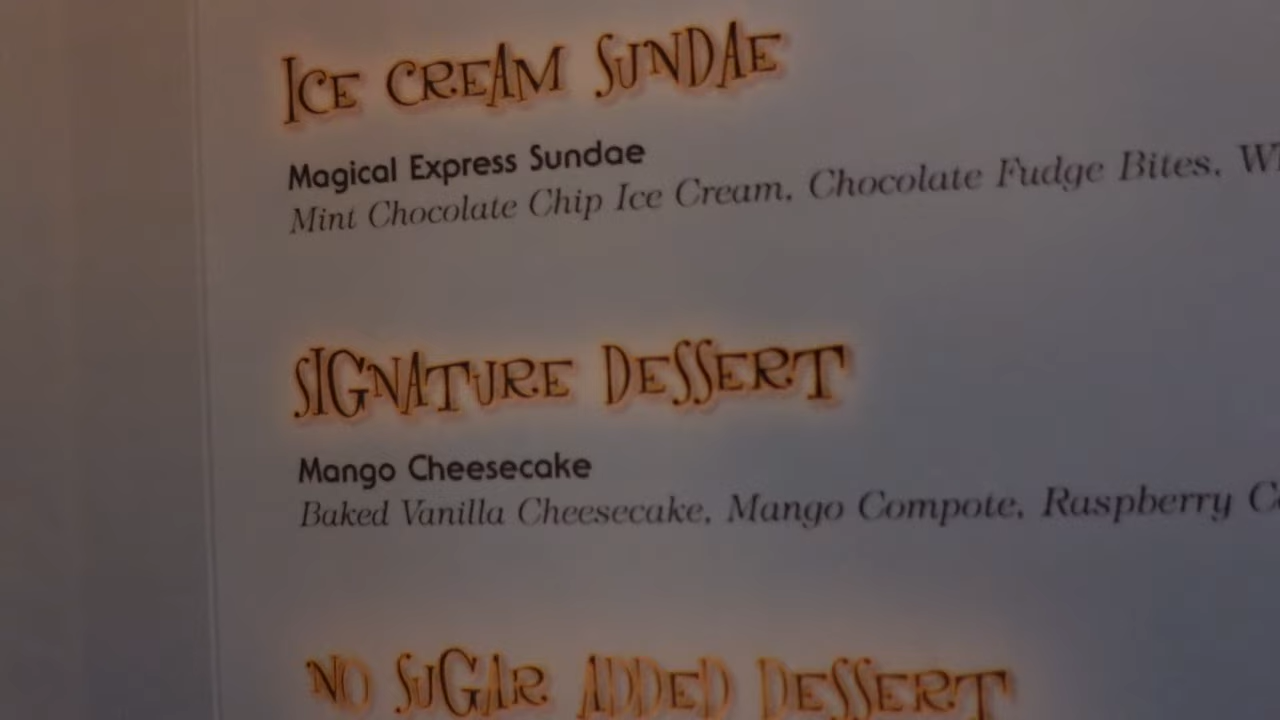 ICE CREAM SUNDAE
Magical Express Sundae
Mint Chocolate Chip Ice Cream, Chocolate Fudge Bites,
SIGNATURE DESSERT
Mango Cheesecake
Baked Vanilla Cheesecake, Mango Compote, Raspberry
NO SUGAR ADDED DESSERT